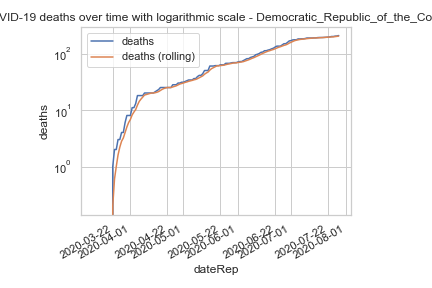 VID-19 deaths over time with logarithmic scale - Democratic_Republic_of_the_Co
deaths
deaths (rolling)
10²
10¹
10⁰
deaths
2020-03-22
2020-04-01
2020-04-22
2020-05-01
2020-05-22
2020-06-01
2020-06-22
2020-07-01
2020-07-22
2020-08-01
dateRep